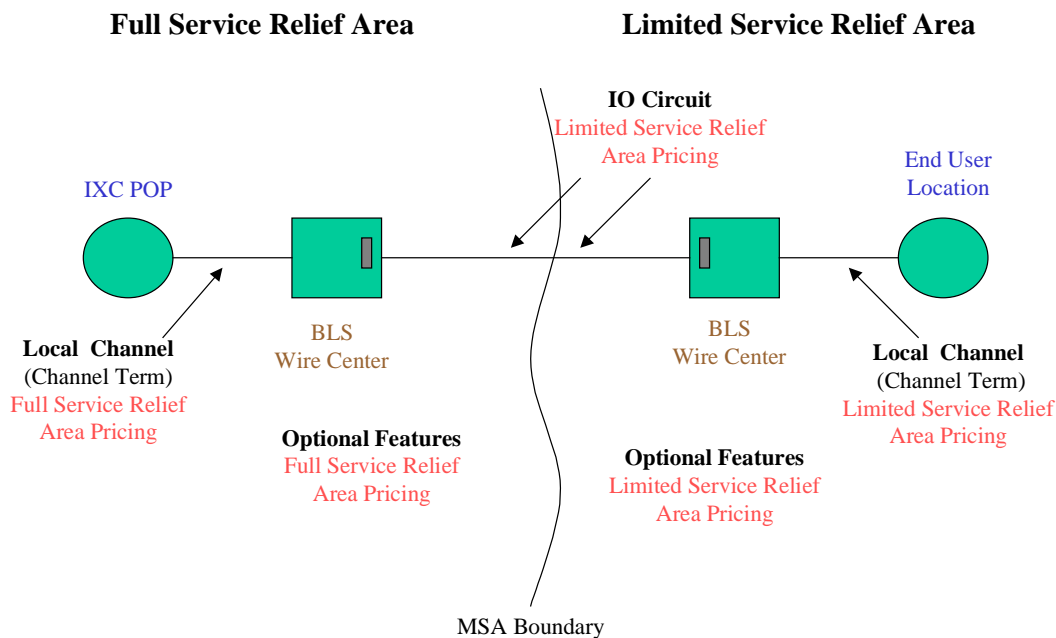 Full Service Relief Area
Limited Service Relief Area
IO Circuit
Limited Service Relief
Area Pricing
IXC POP
End User
Location
BLS
Wire Center
BLS
Wire Center
Local Channel
(Channel Term)
Full Service Relief
Area Pricing
Local Channel
(Channel Term)
Limited Service Relief
Area Pricing
Optional Features
Full Service Relief
Area Pricing
Optional Features
Limited Service Relief
Area Pricing
MSA Boundary